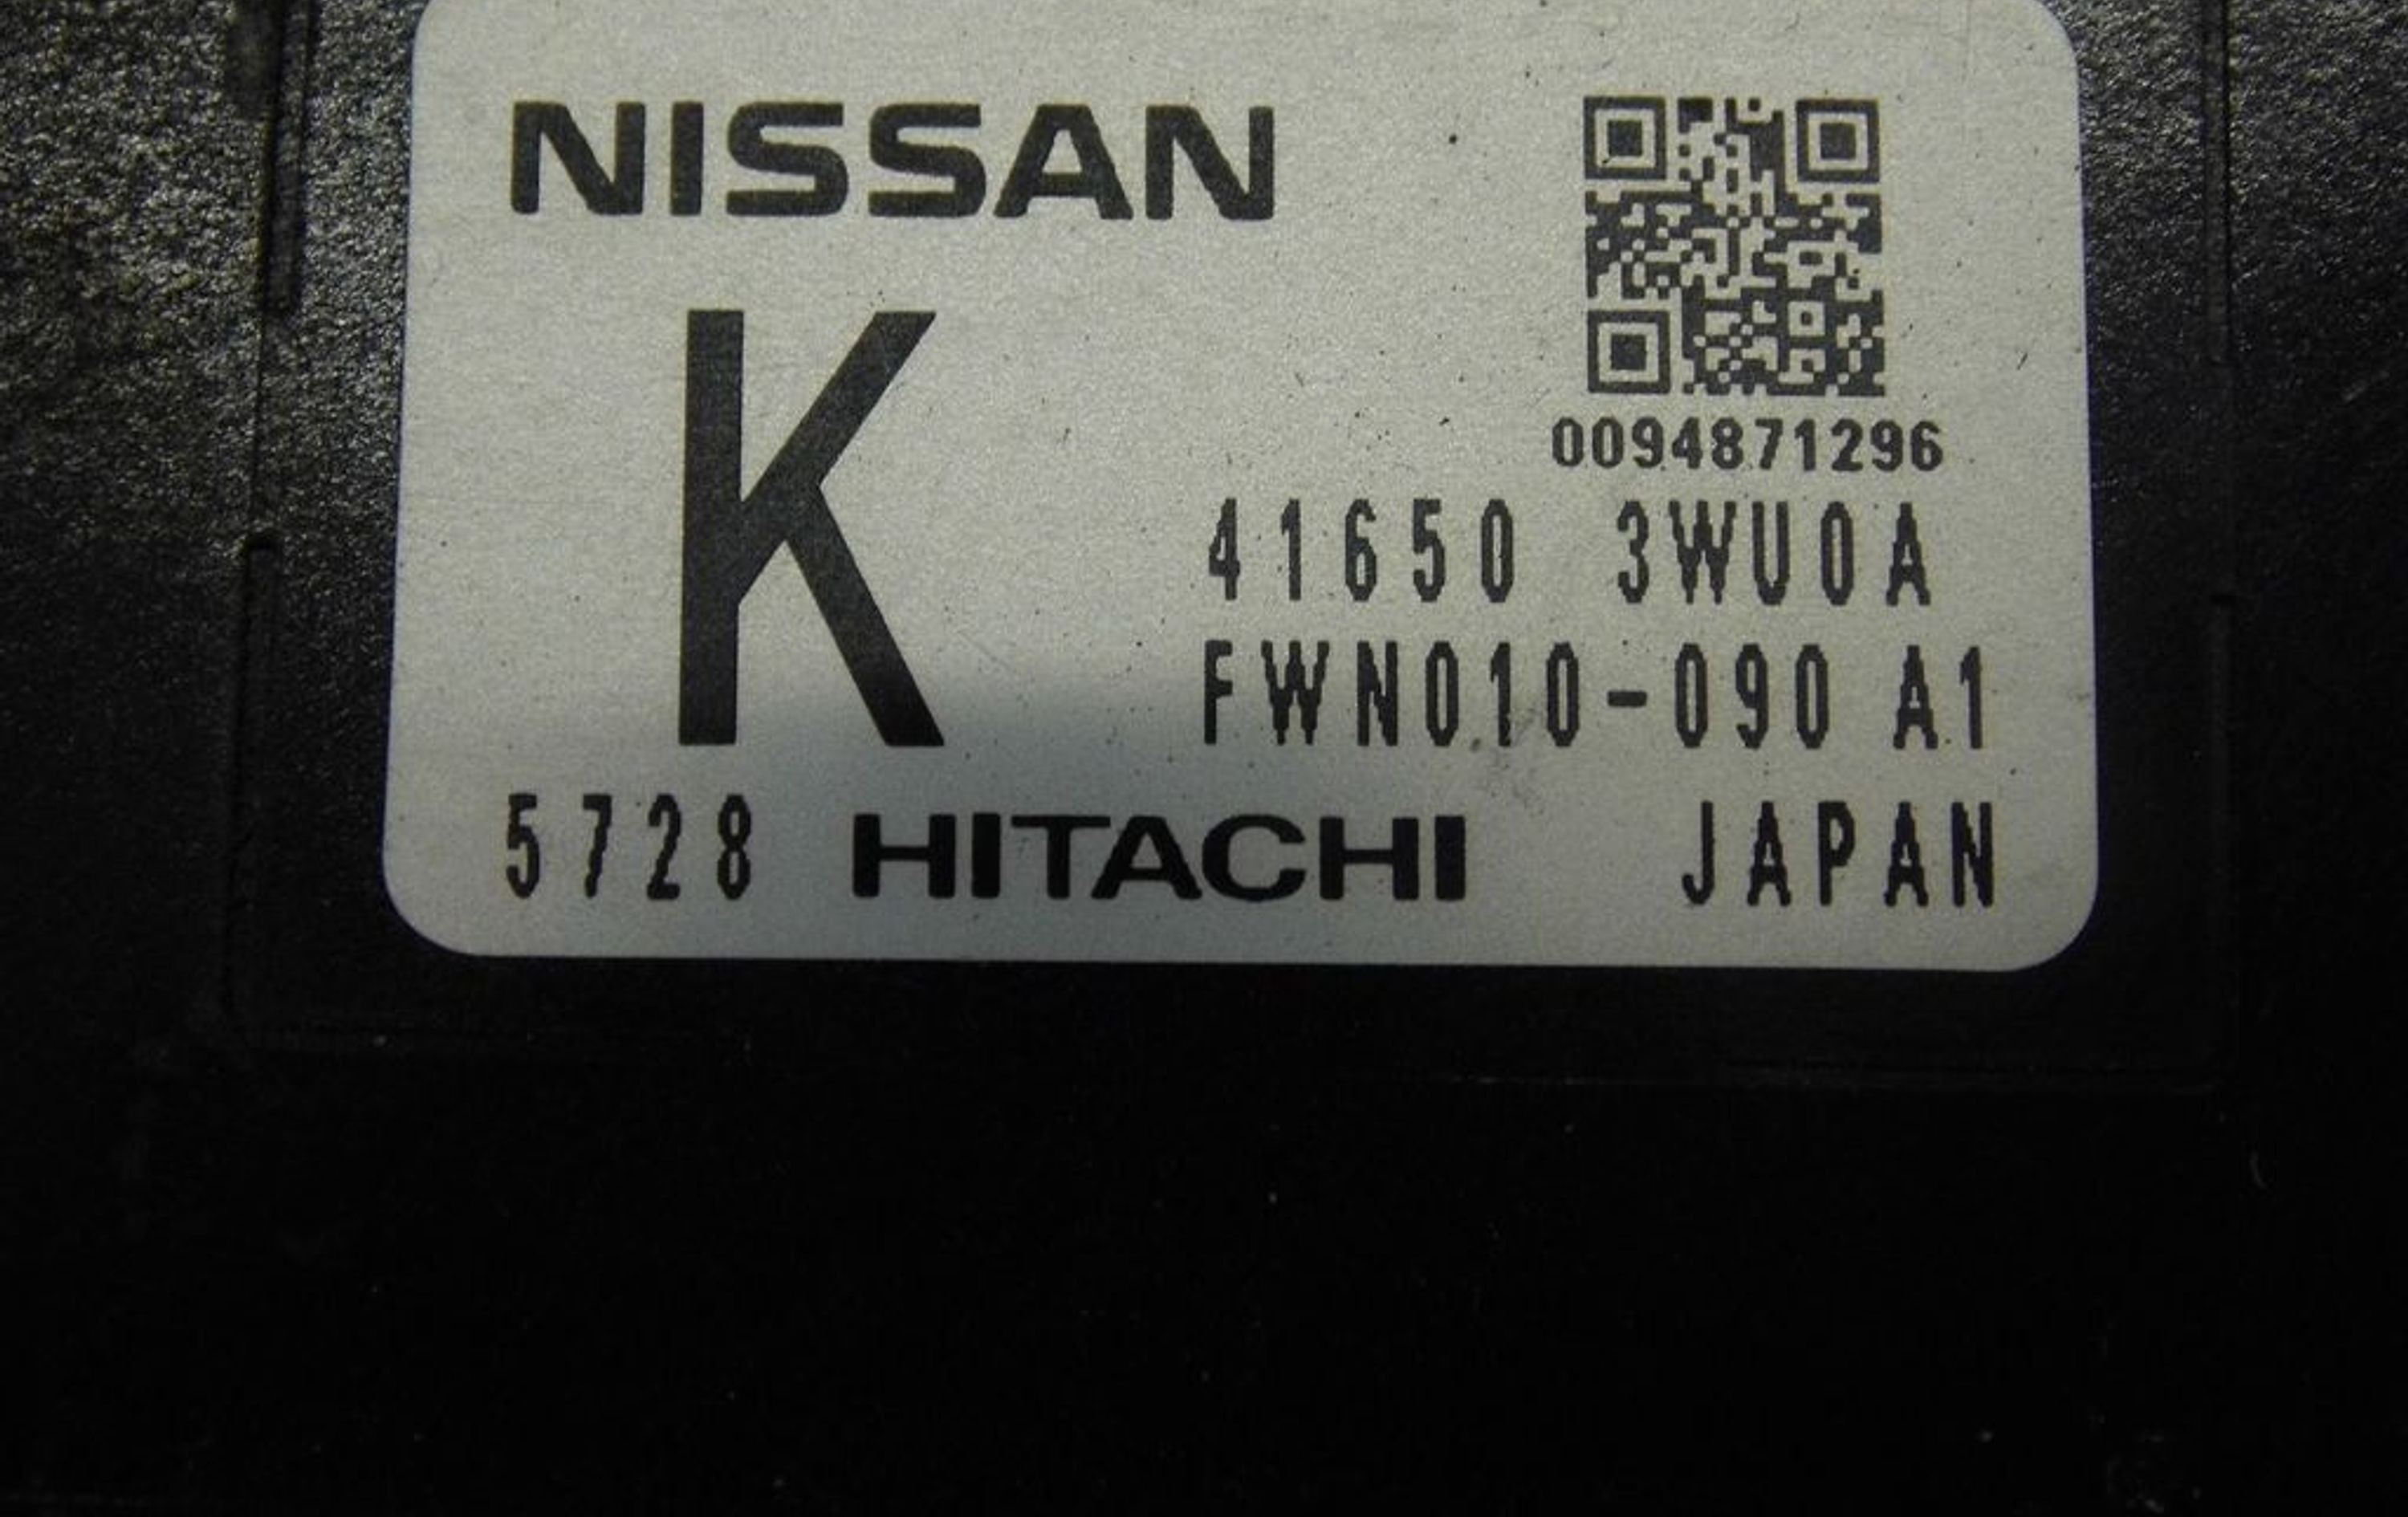 NISSAN
K
0094871296
41650 3WU0A
FWN010-090 A1
5728 HITACHI JAPAN